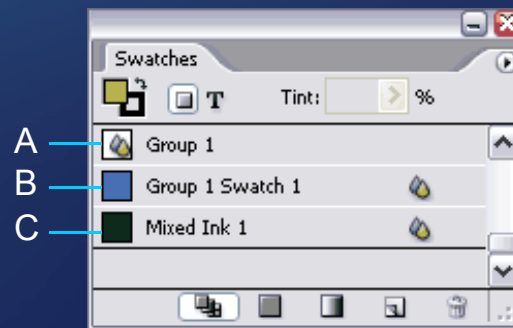 Swatches
T Tint: %
A Group 1
B Group 1 Swatch 1
C Mixed Ink 1